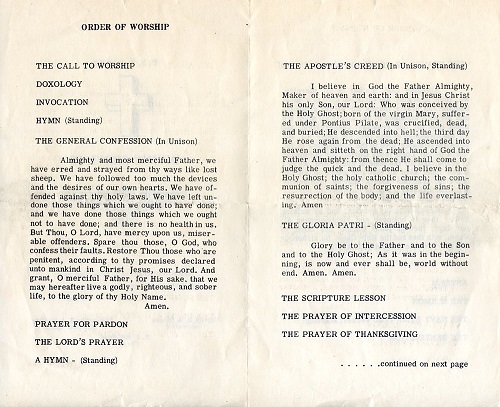 ORDER OF WORSHIP
THE CALL TO WORSHIP
DOXOLOGY
INVOCATION
HYMN (Standing)
THE GENERAL CONFESSION (In Unison)
Almighty and most merciful Father, we
have erred and strayed from thy ways like lost
sheep. We have followed too much the devices
and the desires of our own hearts. We have of-
fended against thy holy laws. We have left un-
done those things which we ought to have done;
and we have done those things which we ought
not to have done; and there is no health in us.
But Thou, O Lord, have mercy upon us, miser-
able offenders. Spare thou those, O God, who
confess their faults. Restore Thou those who are
penitent, according to thy promises declared
unto mankind in Christ Jesus, our Lord. And
grant, O merciful Father, for His sake, that we
may hereafter live a godly, righteous, and sober
life, to the glory of thy Holy Name.
Amen.
PRAYER FOR PARDON
THE LORD'S PRAYER
A HYMN - (Standing)
THE APOSTLE'S CREED (In Unison, Standing)
I believe in God the Father Almighty,
Maker of heaven and earth: and in Jesus Christ
his only Son, our Lord: Who was conceived by
the Holy Ghost; born of the virgin Mary, suffer-
ed under Pontius Pilate, was crucified, dead,
and buried; He descended into hell; the third day
He rose again from the dead; He ascended into
heaven and sitteth on the right hand of God the
Father Almighty: from thence He shall come to
judge the quick and the dead. I believe in the
Holy Ghost; the holy catholic church; the com-
munion of saints; the forgiveness of sins; the
resurrection of the body; and the life everlast-
ing. Amen
THE GLORIA PATRI - (Standing)
Glory be to the Father and to the Son
and to the Holy Ghost; As it was in the begin-
ning, is now and ever shall be, world without
end. Amen. Amen.
THE SCRIPTURE LESSON
THE PRAYER OF INTERCESSION
THE PRAYER OF THANKSGIVING
. . . . . .continued on next page